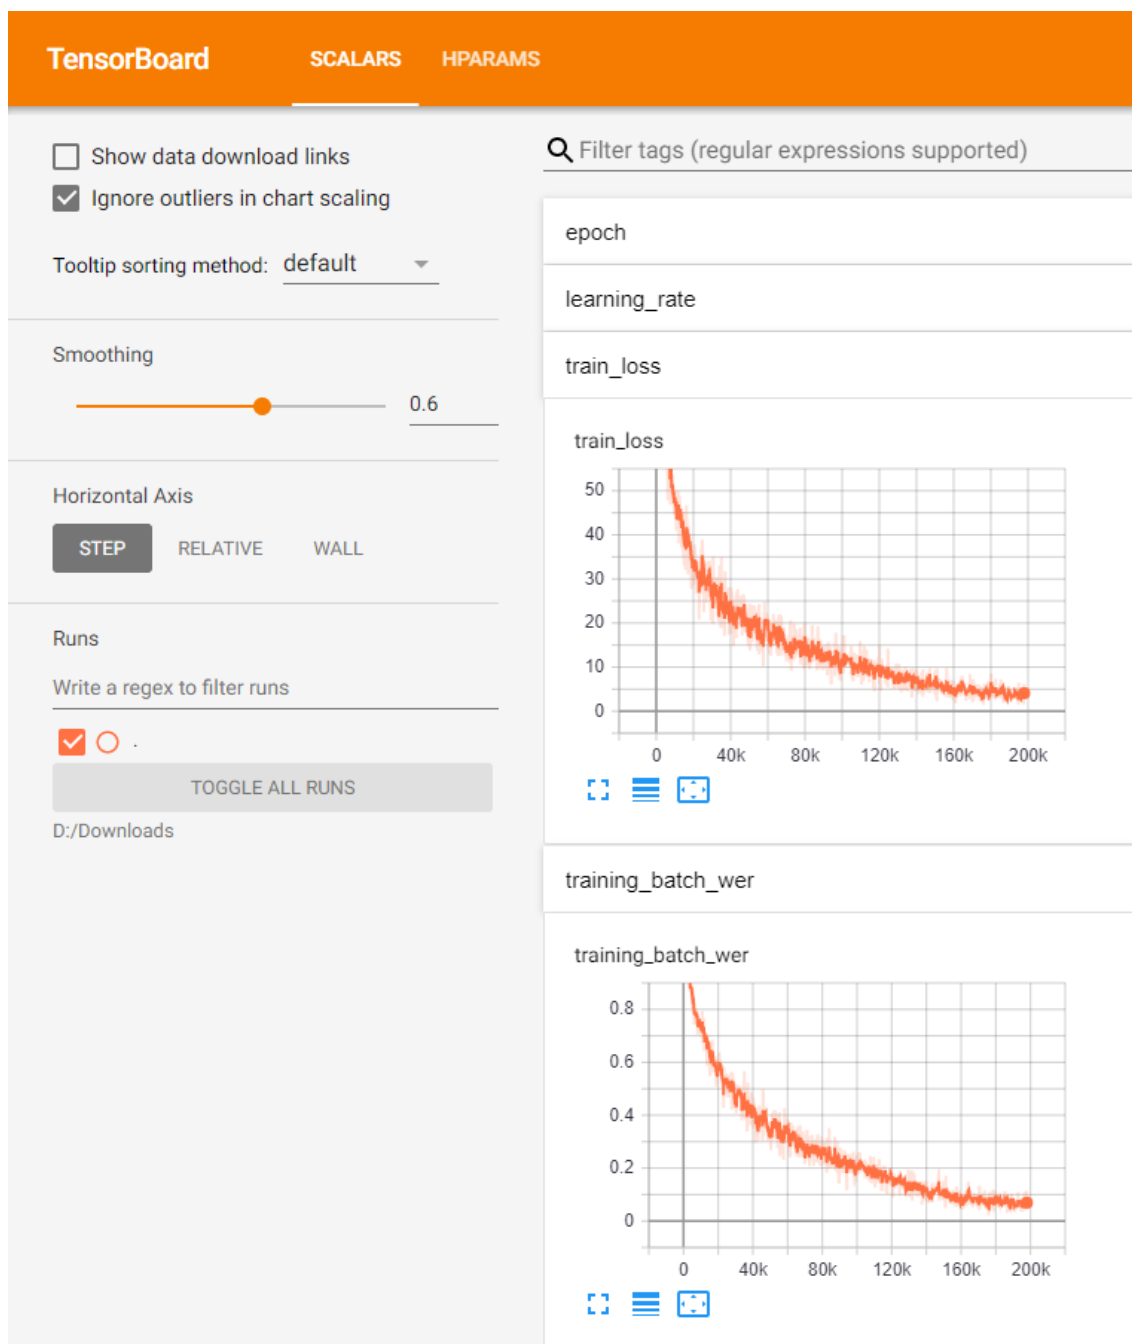 TensorBoard SCALARS HPARAMS
Show data download links
Ignore outliers in chart scaling
Tooltip sorting method: default
Smoothing
0.6
Horizontal Axis
STEP RELATIVE WALL
Runs
Write a regex to filter runs
.
TOGGLE ALL RUNS
D:/Downloads
Filter tags (regular expressions supported)
epoch
learning_rate
train_loss
train_loss
50
40
30
20
10
0
0 40k 80k 120k 160k 200k
training_batch_wer
training_batch_wer
0.8
0.6
0.4
0.2
0
0 40k 80k 120k 160k 200k